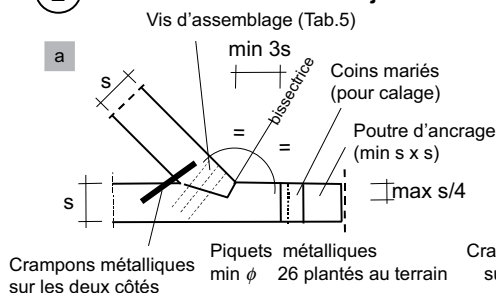 Vis d'assemblage (Tab.5)
a
min 3s
s
bissectrice
Coins mariés
(pour calage)
=
=
Poutre d'ancrage
(min s x s)
s
max s/4
Crampons métalliques
sur les deux côtés
Piquets métalliques
min ϕ 26 plantés au terrain